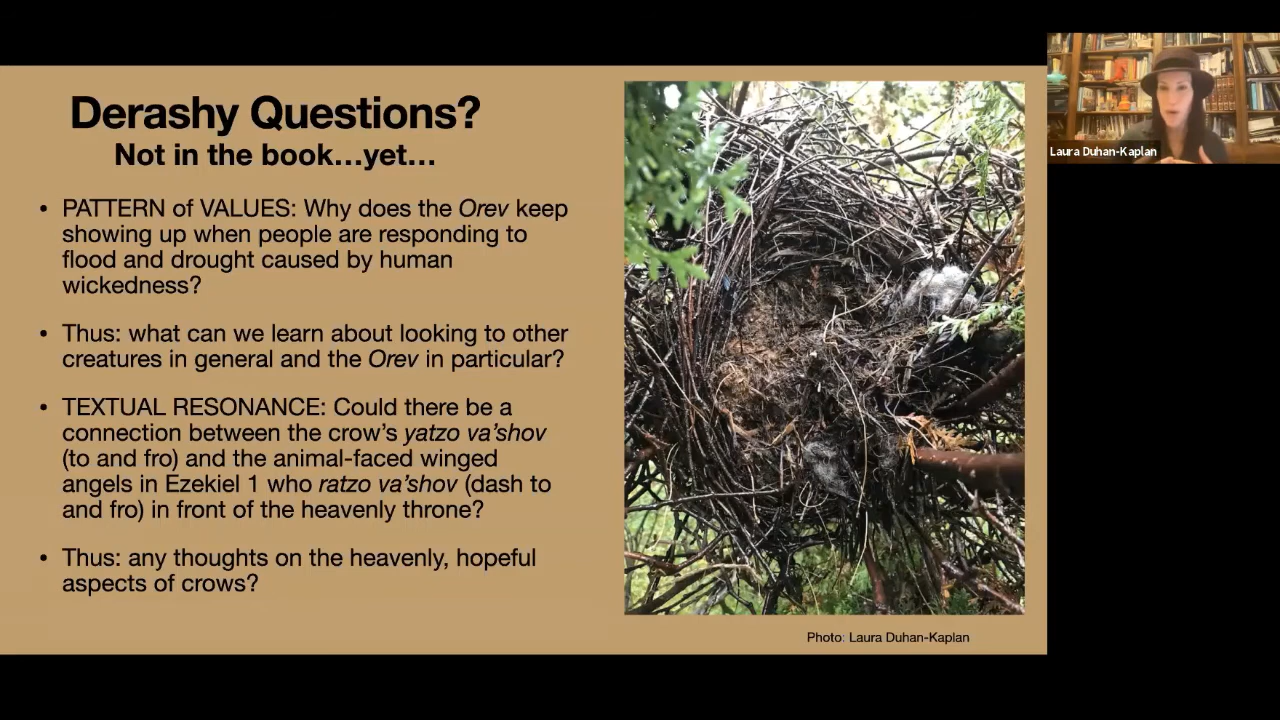 Derashy Questions?
Not in the book…yet…
• PATTERN of VALUES: Why does the Orev keep
showing up when people are responding to
flood and drought caused by human
wickedness?
• Thus: what can we learn about looking to other
creatures in general and the Orev in particular?
• TEXTUAL RESONANCE: Could there be a
connection between the crow’s yatzo va’shov
(to and fro) and the animal-faced winged
angels in Ezekiel 1 who ratzo va’shov (dash to
and fro) in front of the heavenly throne?
• Thus: any thoughts on the heavenly, hopeful
aspects of crows?
Photo: Laura Duhan-Kaplan
Laura Duhan-Kaplan